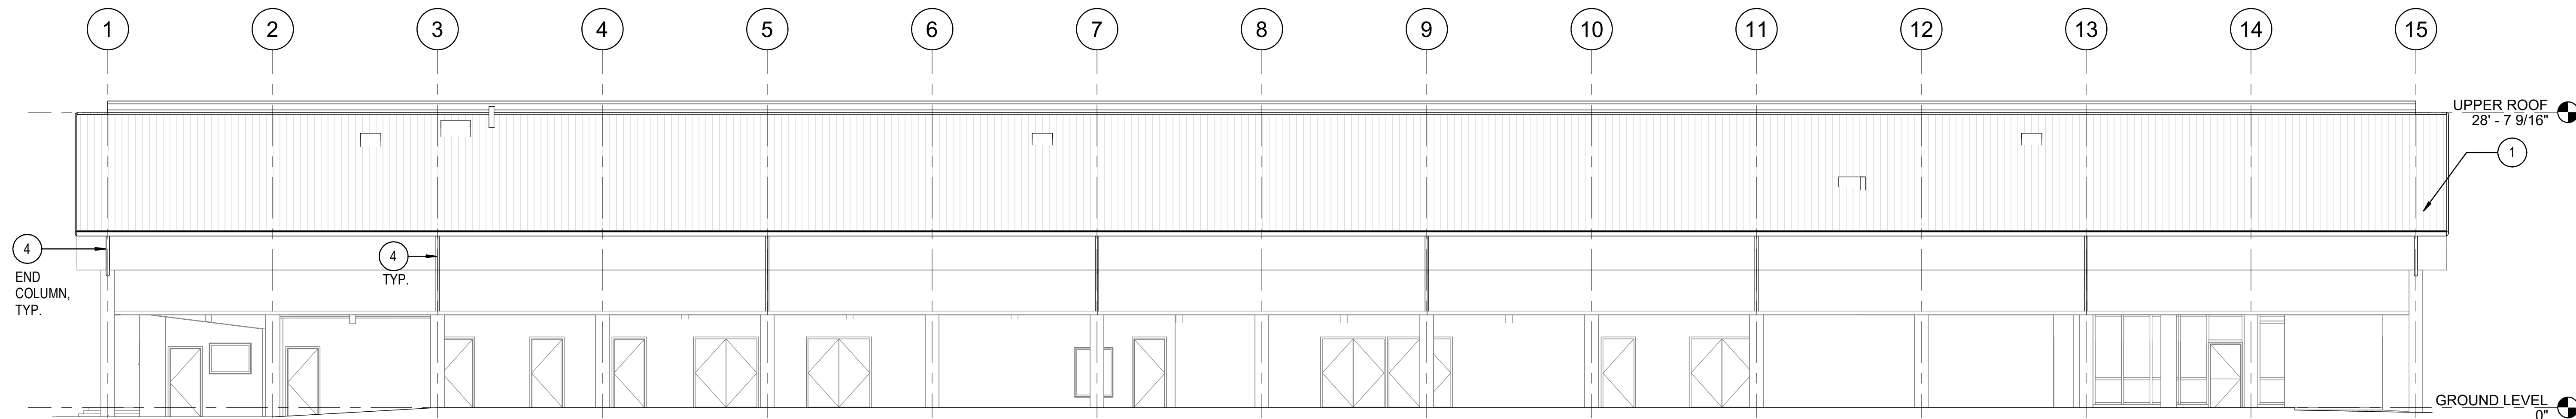 1 2 3 4 5 6 7 8 9 10 11 12 13 14 15
UPPER ROOF
28' - 7 9/16"
1
4
END
COLUMN,
TYP.
4
TYP.
GROUND LEVEL
0"